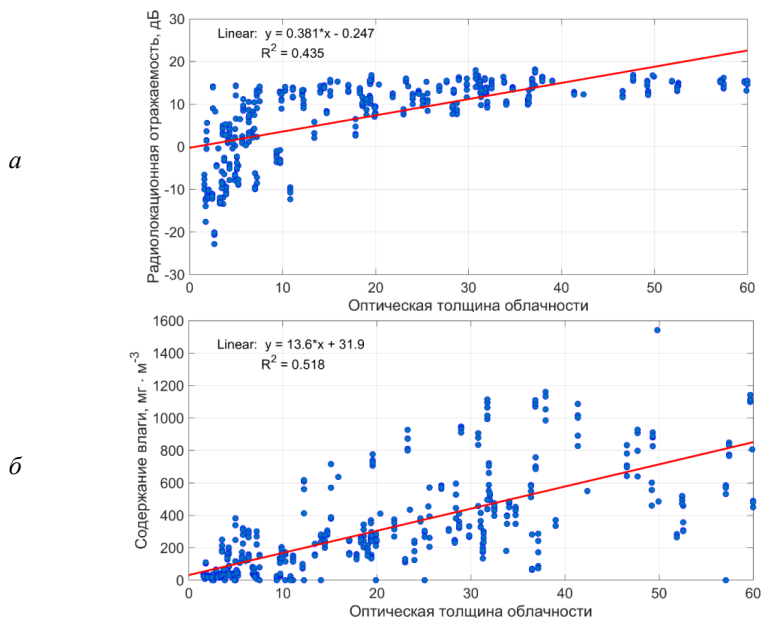 а
Радиолокационная отражаемость, дБ
30
20
10
0
-10
-20
-30
Linear: y = 0.381*x - 0.247
R² = 0.435
0 10 20 30 40 50 60
Оптическая толщина облачности
б
Содержание влаги, мг · м⁻³
1600
1400
1200
1000
800
600
400
200
0
Linear: y = 13.6*x + 31.9
R² = 0.518
0 10 20 30 40 50 60
Оптическая толщина облачности